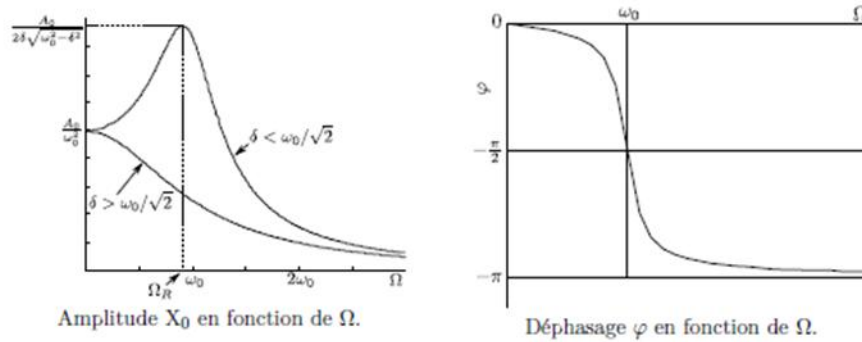 A₀
2δ√ω₀²−δ²
A₀
ω₀²
δ < ω₀/√2
δ > ω₀/√2
Ω_R
ω₀
2ω₀
Ω
Amplitude X₀ en fonction de Ω.
0
ω₀
Ω
φ
−π/2
−π
Déphasage φ en fonction de Ω.